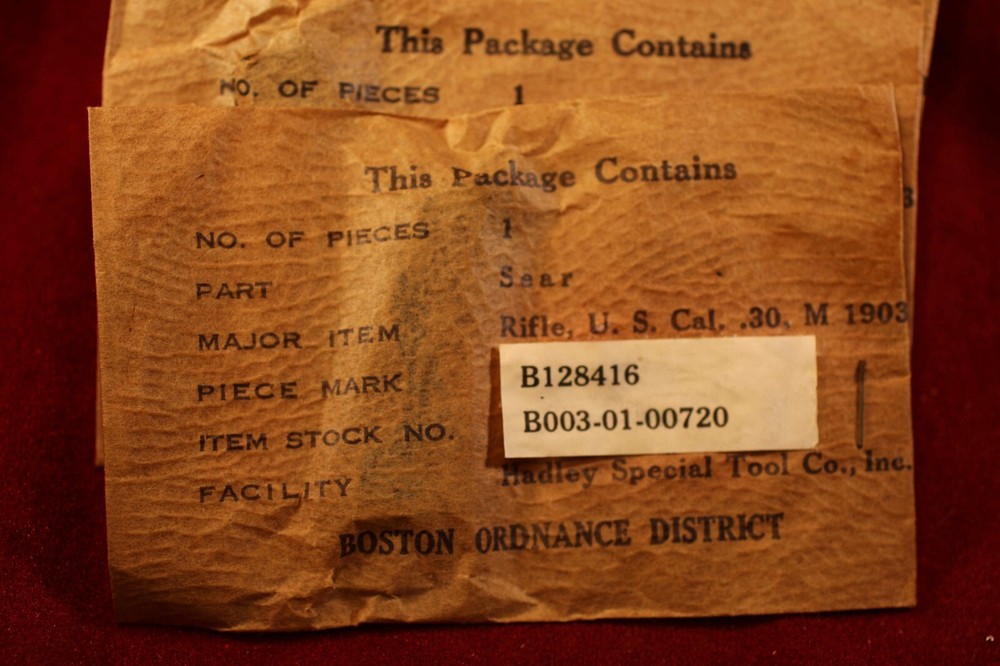 This Package Contains
NO. OF PIECES 1
This Package Contains
NO. OF PIECES 1
PART Sear
MAJOR ITEM Rifle, U. S. Cal. .30, M 1903
PIECE MARK B128416
ITEM STOCK NO. B003-01-00720
FACILITY Hadley Special Tool Co., Inc.
BOSTON ORDNANCE DISTRICT